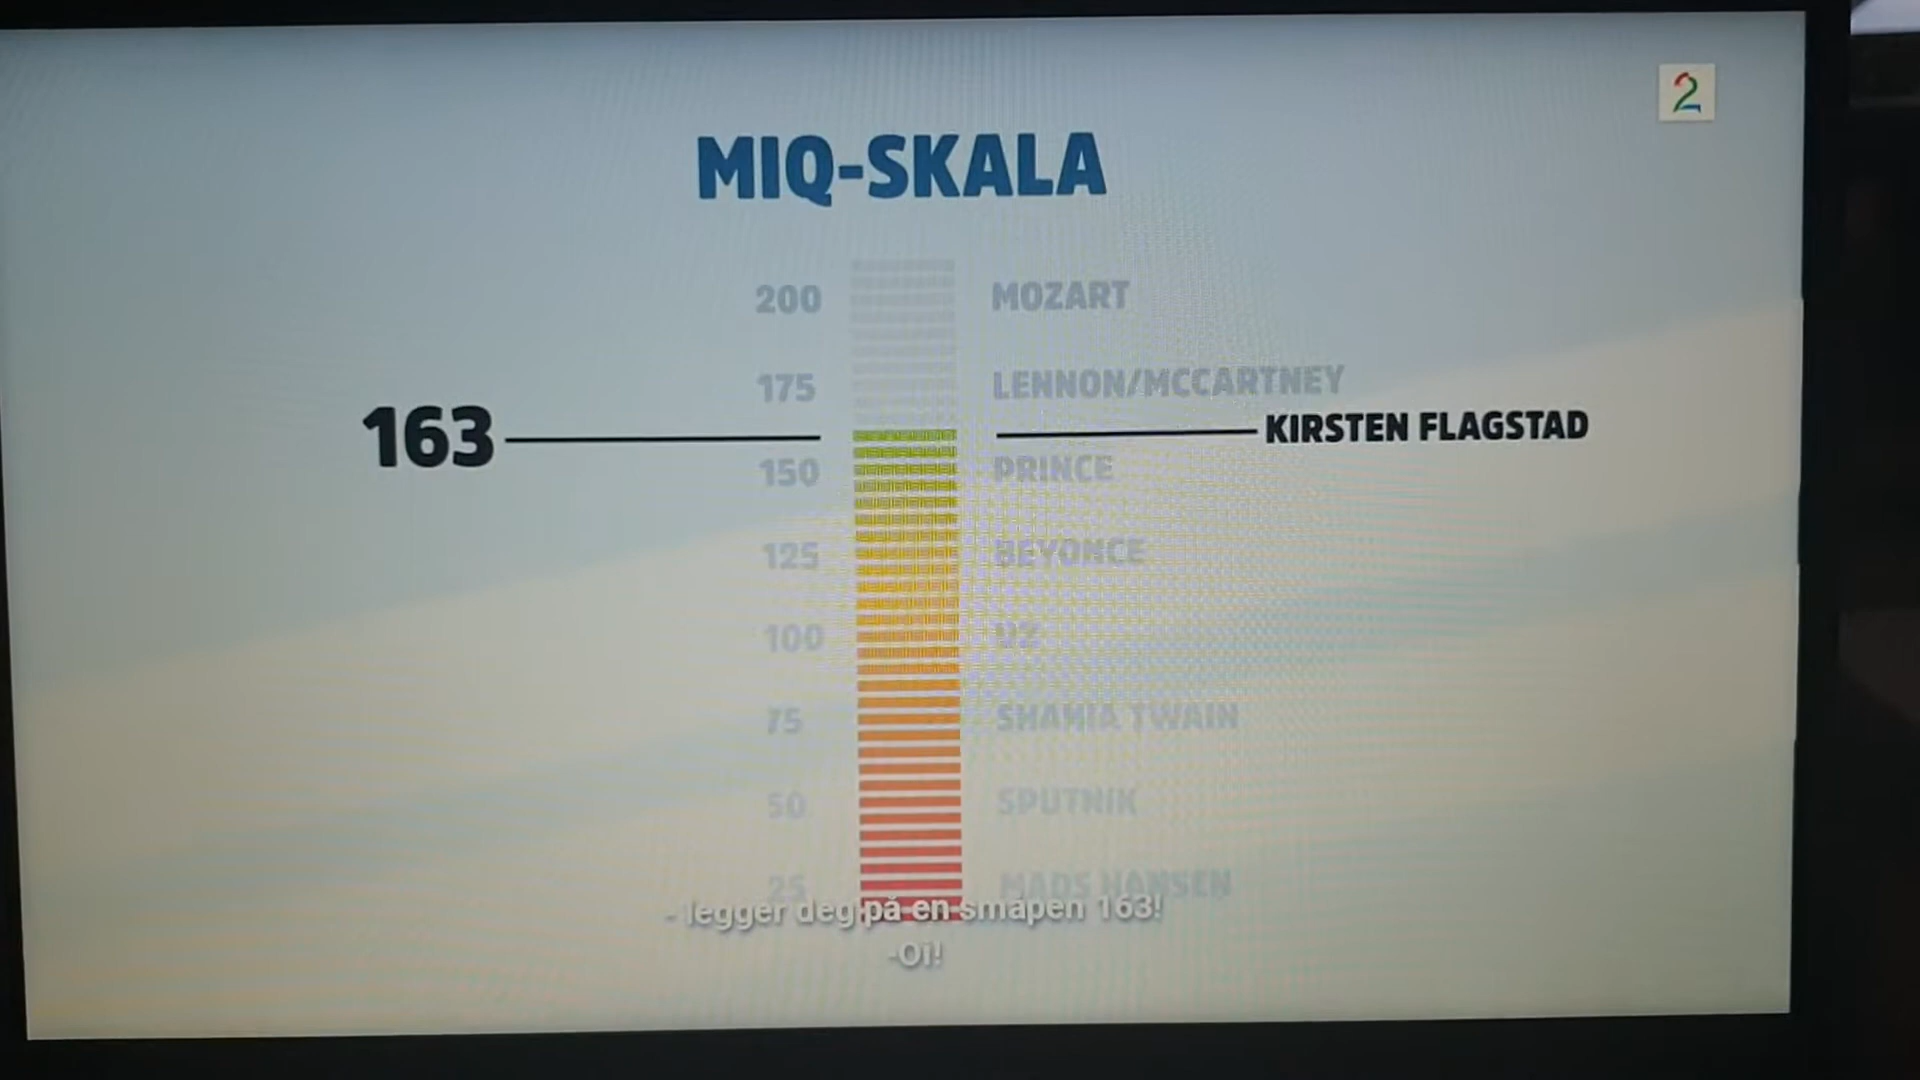 2
MIQ-SKALA
200 MOZART
175 LENNON/MCCARTNEY
163 KIRSTEN FLAGSTAD
150 PRINCE
125 BEYONCE
100 U2
75 SHANIA TWAIN
50 SPUTNIK
25 MADS HANSEN
- legger deg på en småpen 163!
-Oi!